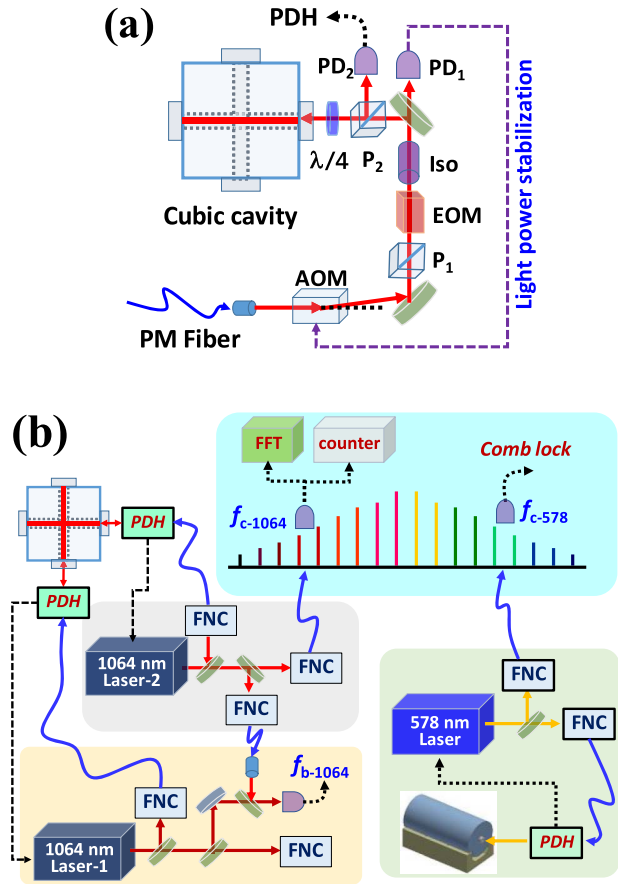 (a)
PDH
PD2
PD1
λ/4
P2
Iso
Cubic cavity
EOM
P1
AOM
PM Fiber
Light power stabilization
(b)
FFT
counter
Comb lock
fc-1064
fc-578
PDH
PDH
FNC
1064 nm
Laser-2
FNC
FNC
FNC
578 nm
Laser
FNC
fb-1064
FNC
1064 nm
Laser-1
FNC
PDH